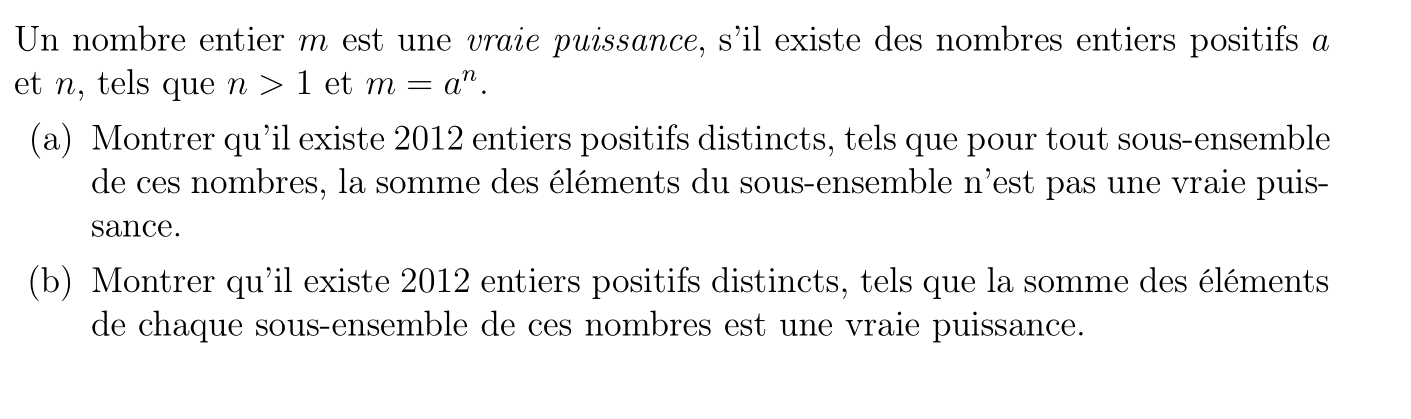 Un nombre entier m est une vraie puissance, s'il existe des nombres entiers positifs a
et n, tels que n > 1 et m = aⁿ.
(a) Montrer qu'il existe 2012 entiers positifs distincts, tels que pour tout sous-ensemble
de ces nombres, la somme des éléments du sous-ensemble n'est pas une vraie puis-
sance.
(b) Montrer qu'il existe 2012 entiers positifs distincts, tels que la somme des éléments
de chaque sous-ensemble de ces nombres est une vraie puissance.